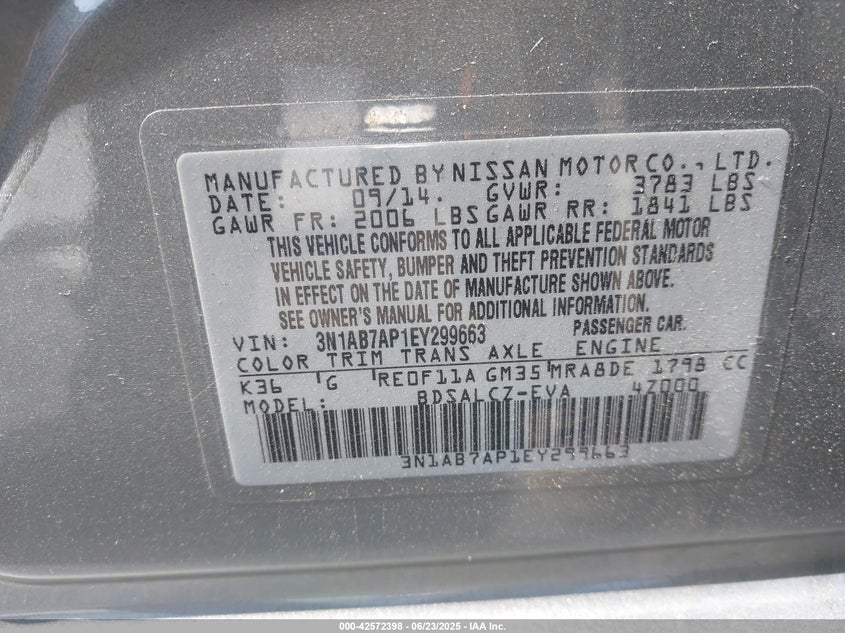 MANUFACTURED BY NISSAN MOTOR CO., LTD.
DATE: 09/14. GVWR: 3783 LBS
GAWR FR: 2006 LBS GAWR RR: 1841 LBS
THIS VEHICLE CONFORMS TO ALL APPLICABLE FEDERAL MOTOR
VEHICLE SAFETY, BUMPER AND THEFT PREVENTION STANDARDS
IN EFFECT ON THE DATE OF MANUFACTURE SHOWN ABOVE.
SEE OWNER'S MANUAL FOR ADDITIONAL INFORMATION.
VIN: 3N1AB7AP1EY299663 PASSENGER CAR.
COLOR TRIM TRANS AXLE ENGINE
K36 G RE0F11A GM35 MRA8DE 1798 CC
MODEL: BDSALCZ-EVA 4Z000
3N1AB7AP1EY299663
000-42572398 - 06/23/2025 - IAA Inc.